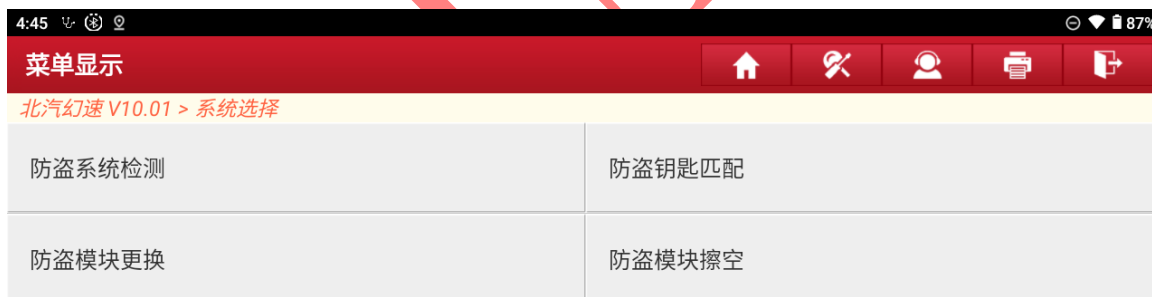 4:45 87%
菜单显示
北汽幻速 V10.01 > 系统选择
防盗系统检测 防盗钥匙匹配
防盗模块更换 防盗模块擦空